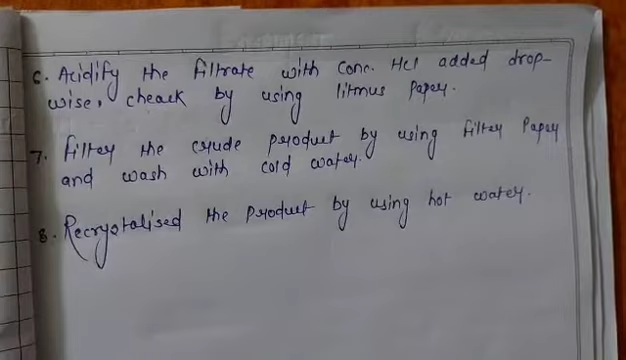 6. Acidify the filtrate with conc. Hcl added drop-
wise, cheack by using litmus paper.
7. filter the crude product by using filter Paper
and wash with cold water.
8. Recrystalised the Product by using hot water.